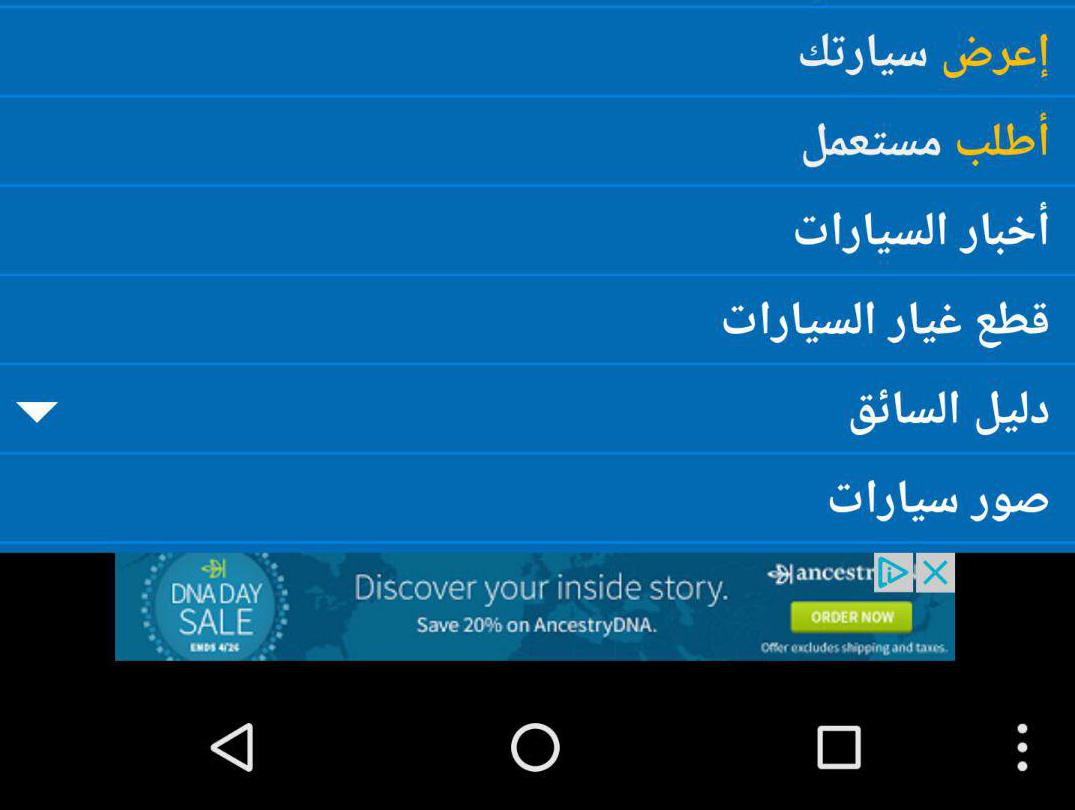 إعرض سيارتك
أطلب مستعمل
أخبار السيارات
قطع غيار السيارات
دليل السائق
صور سيارات
DNA DAY
SALE
ENDS 4/26
Discover your inside story.
Save 20% on AncestryDNA.
ancestr
ORDER NOW
Offer excludes shipping and taxes.